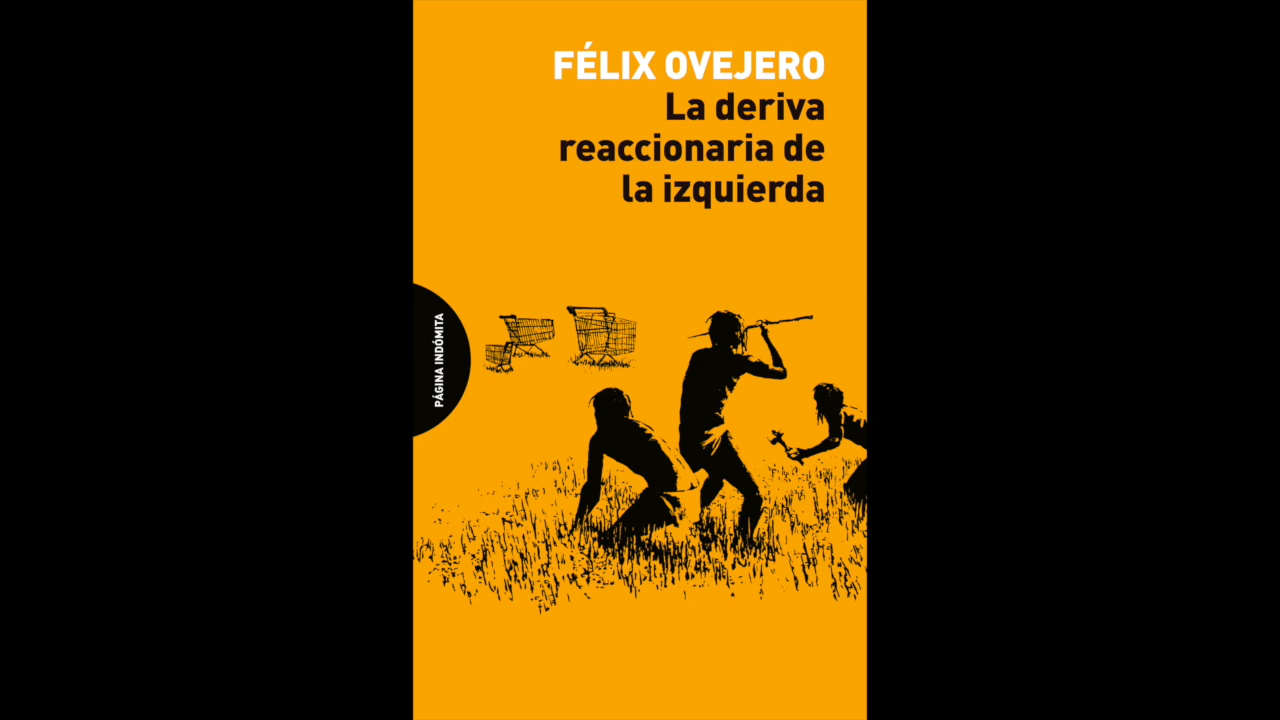 FÉLIX OVEJERO
La deriva
reaccionaria de
la izquierda
PÁGINA INDÓMITA